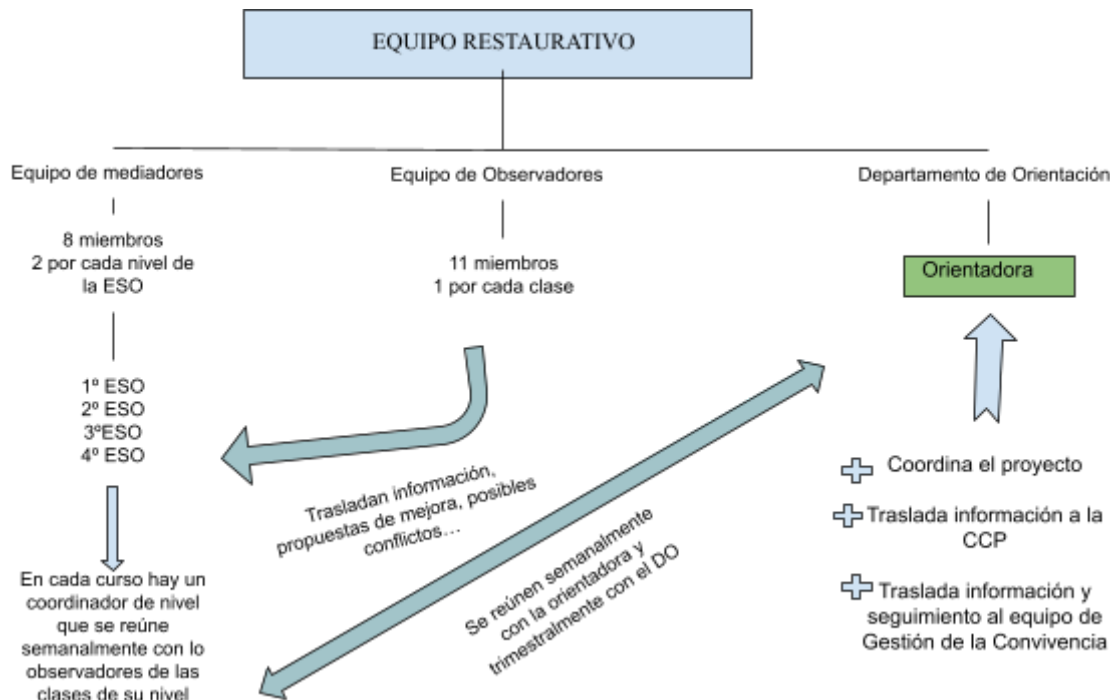 EQUIPO RESTAURATIVO
Equipo de mediadores
Equipo de Observadores
Departamento de Orientación
8 miembros
2 por cada nivel de
la ESO
11 miembros
1 por cada clase
Orientadora
1º ESO
2º ESO
3ºESO
4º ESO
Trasladan información,
propuestas de mejora, posibles
conflictos...
Se reúnen semanalmente
con la orientadora y
trimestralmente con el DO
Coordina el proyecto
Traslada información a la
CCP
Traslada información y
seguimiento al equipo de
Gestión de la Convivencia
En cada curso hay un
coordinador de nivel
que se reúne
semanalmente con lo
observadores de las
clases de su nivel